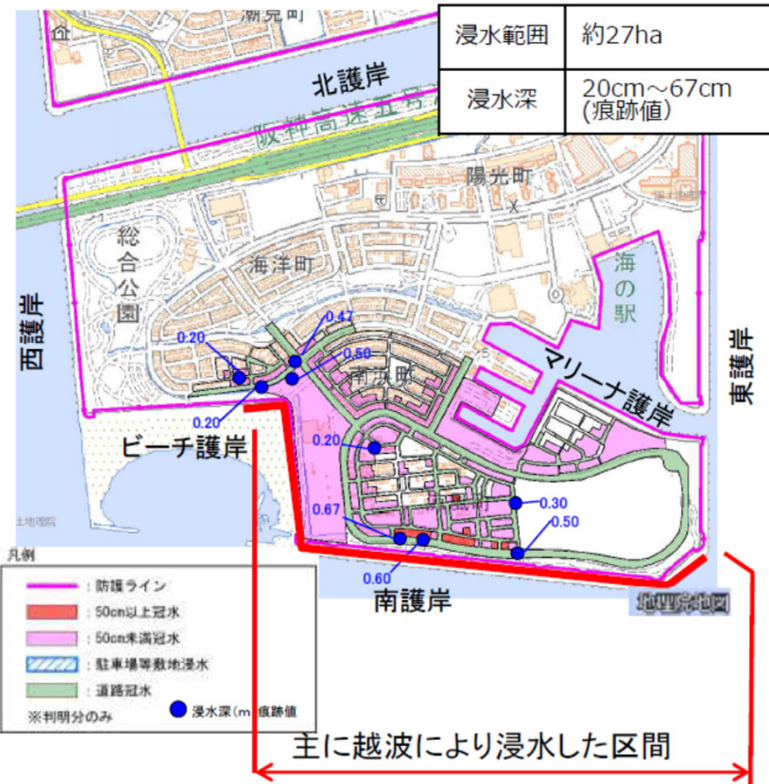 潮見町
浸水範囲 約27ha
浸水深 20cm～67cm
(痕跡値)
北護岸
阪神高速五号
陽光町
総合公園
海洋町
海の駅
西護岸
東護岸
0.47
0.20
0.50
南浜町
マリーナ護岸
0.20
ビーチ護岸
0.20
0.30
0.67
0.50
0.60
南護岸
土地理院
地理院地図
凡例
：防護ライン
：50cm以上冠水
：50cm未満冠水
：駐車場等敷地浸水
：道路冠水
※判明分のみ
浸水深(m)痕跡値
主に越波により浸水した区間